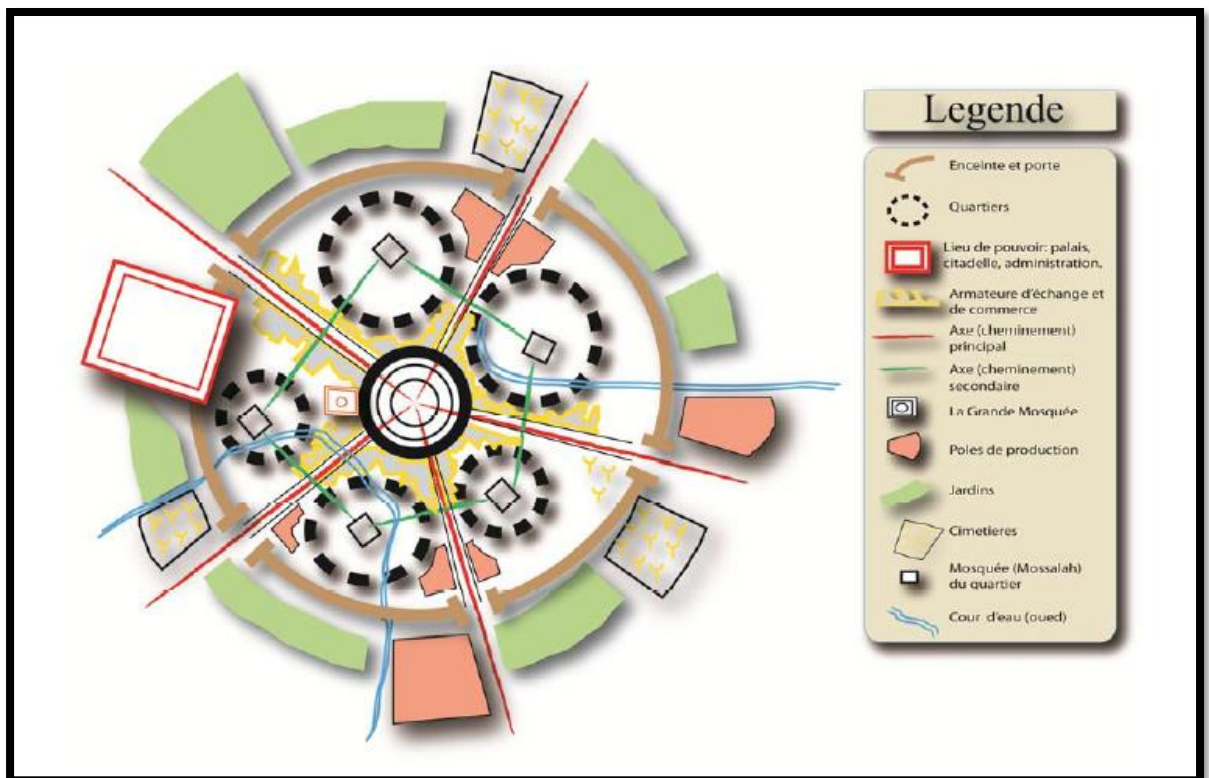 Legende
Enceinte et porte
Quartiers
Lieu de pouvoir: palais,
citadelle, administration.
Armateure d'échange et
de commerce
Axe (cheminement)
principal
Axe (cheminement)
secondaire
La Grande Mosquée
Poles de production
Jardins
Cimetieres
Mosquée (Mossalah)
du quartier
Cour d'eau (oued)